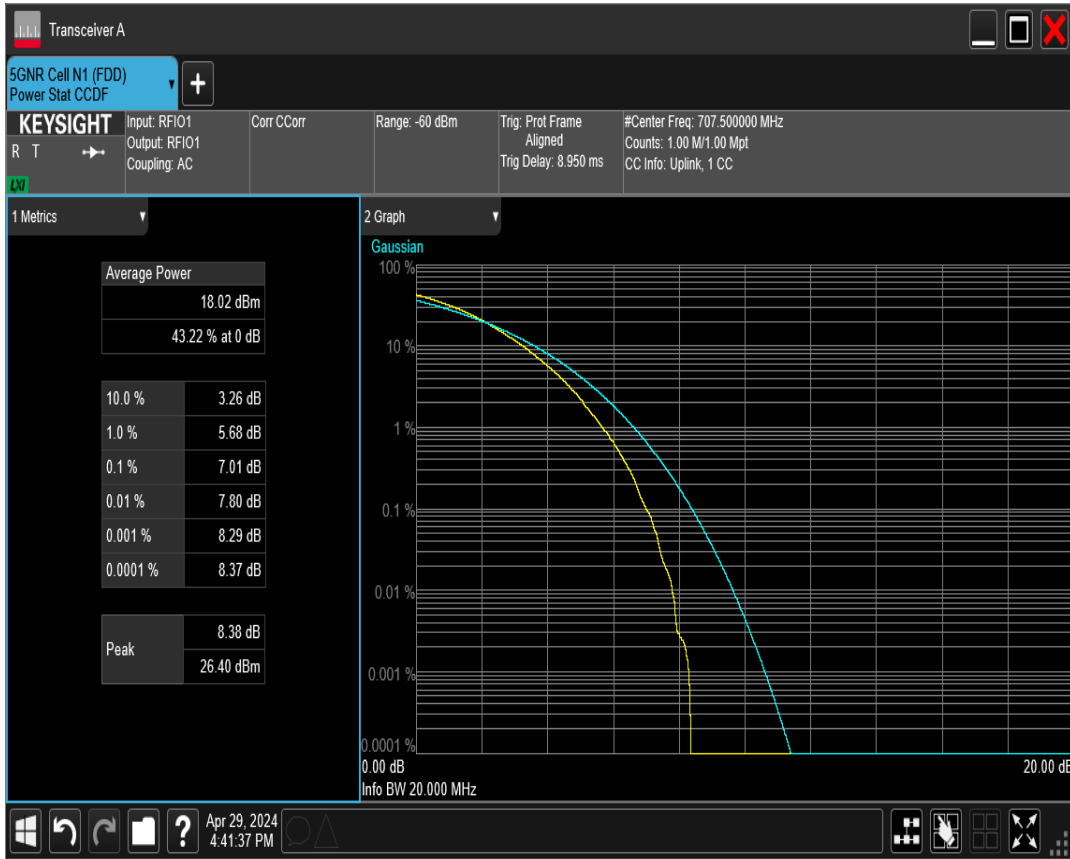 Transceiver A
5GNR Cell N1 (FDD)
Power Stat CCDF
+
KEYSIGHT
R T
LXI
Input: RFIO1
Output: RFIO1
Coupling: AC
Corr CCorr
Range: -60 dBm
Trig: Prot Frame
Aligned
Trig Delay: 8.950 ms
#Center Freq: 707.500000 MHz
Counts: 1.00 M/1.00 Mpt
CC Info: Uplink, 1 CC
1 Metrics
Average Power
18.02 dBm
43.22 % at 0 dB
10.0 % 3.26 dB
1.0 % 5.68 dB
0.1 % 7.01 dB
0.01 % 7.80 dB
0.001 % 8.29 dB
0.0001 % 8.37 dB
Peak
8.38 dB
26.40 dBm
2 Graph
Gaussian
100 %
10 %
1 %
0.1 %
0.01 %
0.001 %
0.0001 %
0.00 dB
20.00 dB
Info BW 20.000 MHz
?
Apr 29, 2024
4:41:37 PM